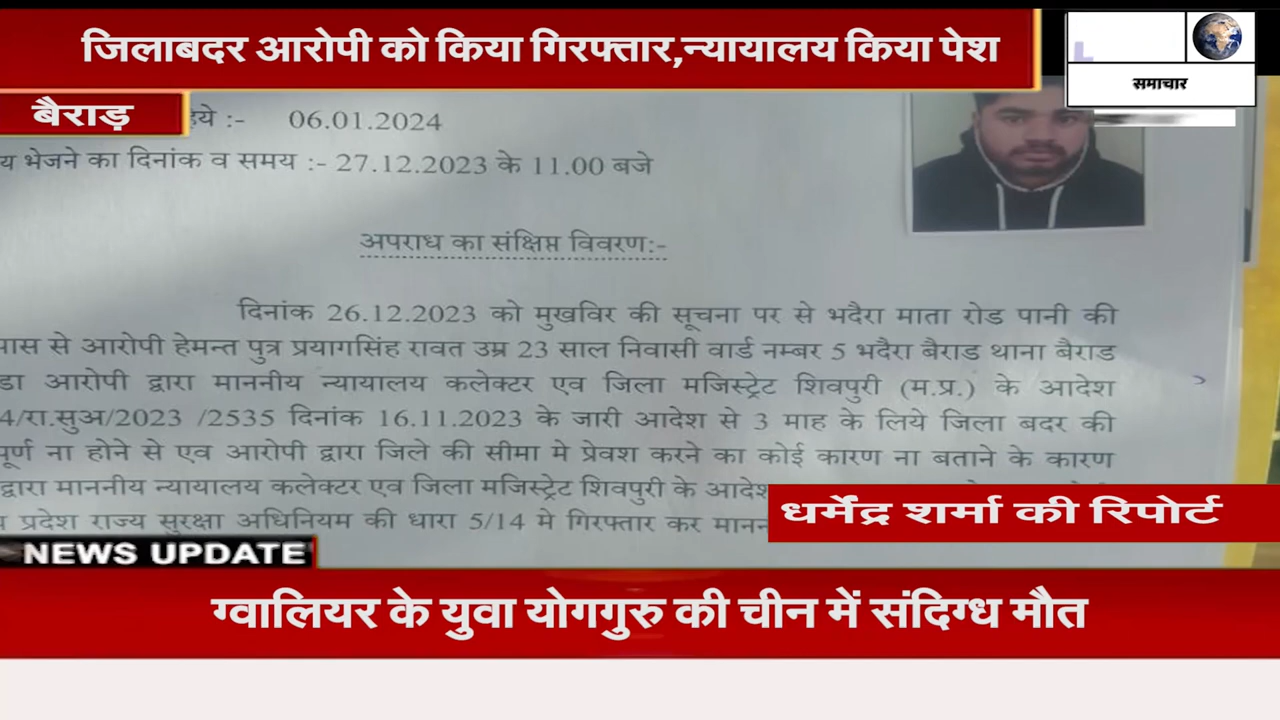 जिलाबदर आरोपी को किया गिरफ्तार,न्यायालय किया पेश
समाचार
बैराड़
:- 06.01.2024
य भेजने का दिनांक व समय :- 27.12.2023 के 11.00 बजे
अपराध का संक्षिप्त विवरण:-
दिनांक 26.12.2023 को मुखविर की सूचना पर से भदैरा माता रोड पानी की
पास से आरोपी हेमन्त पुत्र प्रयागसिंह रावत उम्र 23 साल निवासी वार्ड नम्बर 5 भदैरा बैराड थाना बैराड
डा आरोपी द्वारा माननीय न्यायालय कलेक्टर एव जिला मजिस्ट्रेट शिवपुरी (म.प्र.) के आदेश
4/रा.सुअ/2023 /2535 दिनांक 16.11.2023 के जारी आदेश से 3 माह के लिये जिला बदर की
पूर्ण ना होने से एव आरोपी द्वारा जिले की सीमा मे प्रेवश करने का कोई कारण ना बताने के कारण
द्वारा माननीय न्यायालय कलेक्टर एव जिला मजिस्ट्रेट शिवपुरी के आदेश
प्रदेश राज्य सुरक्षा अधिनियम की धारा 5/14 मे गिरफ्तार कर
धर्मेंद्र शर्मा की रिपोर्ट
NEWS UPDATE
ग्वालियर के युवा योगगुरु की चीन में संदिग्ध मौत